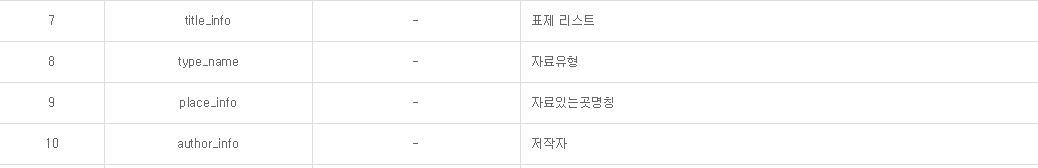 7 title_info - 표제 리스트
8 type_name - 자료유형
9 place_info - 자료있는곳명칭
10 author_info - 저작자